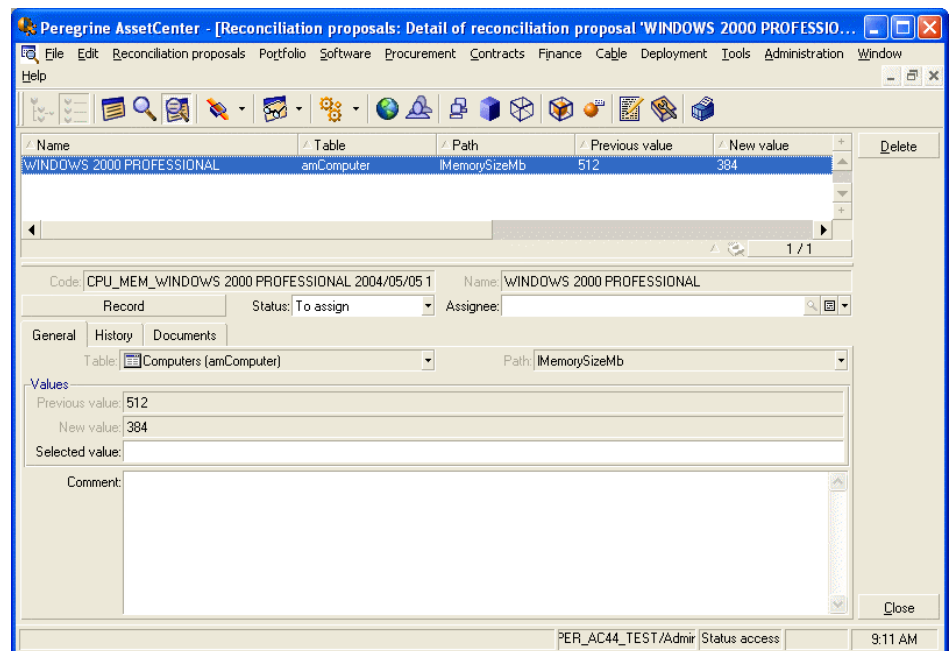 Peregrine AssetCenter - [Reconciliation proposals: Detail of reconciliation proposal 'WINDOWS 2000 PROFESSIO...
File Edit Reconciliation proposals Portfolio Software Procurement Contracts Finance Cable Deployment Tools Administration Window
Help
Name Table Path Previous value New value
WINDOWS 2000 PROFESSIONAL amComputer lMemorySizeMb 512 384
Delete
1 / 1
Code: CPU_MEM_WINDOWS 2000 PROFESSIONAL 2004/05/05 1 Name: WINDOWS 2000 PROFESSIONAL
Record Status: To assign Assignee:
General History Documents
Table: Computers (amComputer) Path: lMemorySizeMb
Values
Previous value: 512
New value: 384
Selected value:
Comment:
Close
PER_AC44_TEST/Admir Status access 9:11 AM